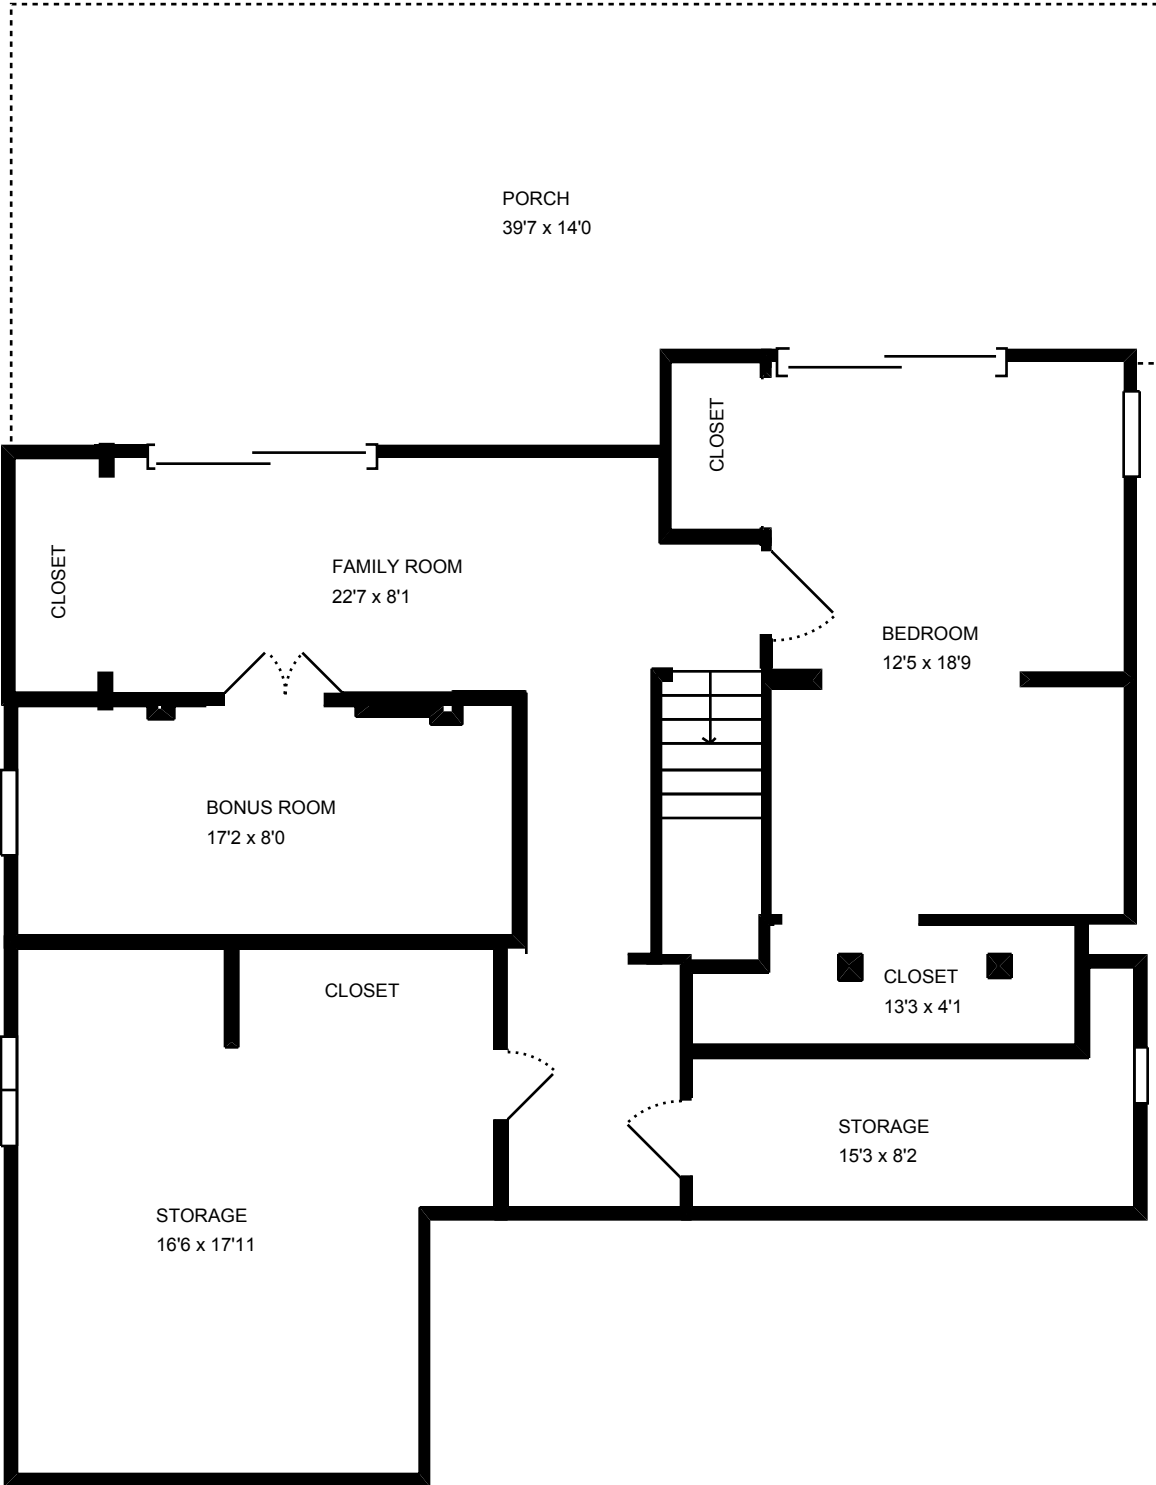 PORCH
39'7 x 14'0
CLOSET
CLOSET
FAMILY ROOM
22'7 x 8'1
BEDROOM
12'5 x 18'9
BONUS ROOM
17'2 x 8'0
CLOSET
CLOSET
13'3 x 4'1
STORAGE
15'3 x 8'2
STORAGE
16'6 x 17'11